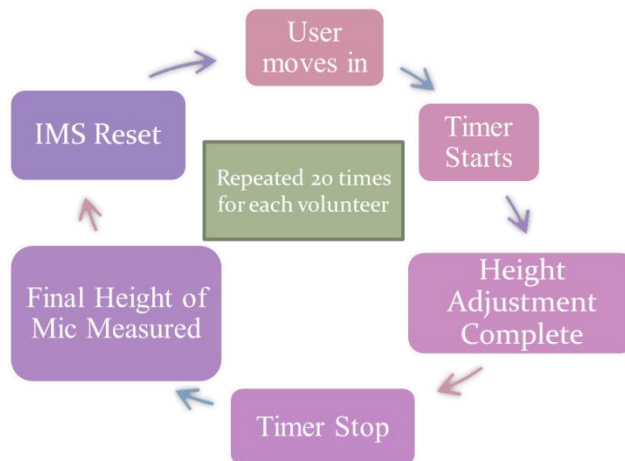 User
moves in
Timer
Starts
Height
Adjustment
Complete
Timer Stop
Final Height of
Mic Measured
IMS Reset
Repeated 20 times
for each volunteer